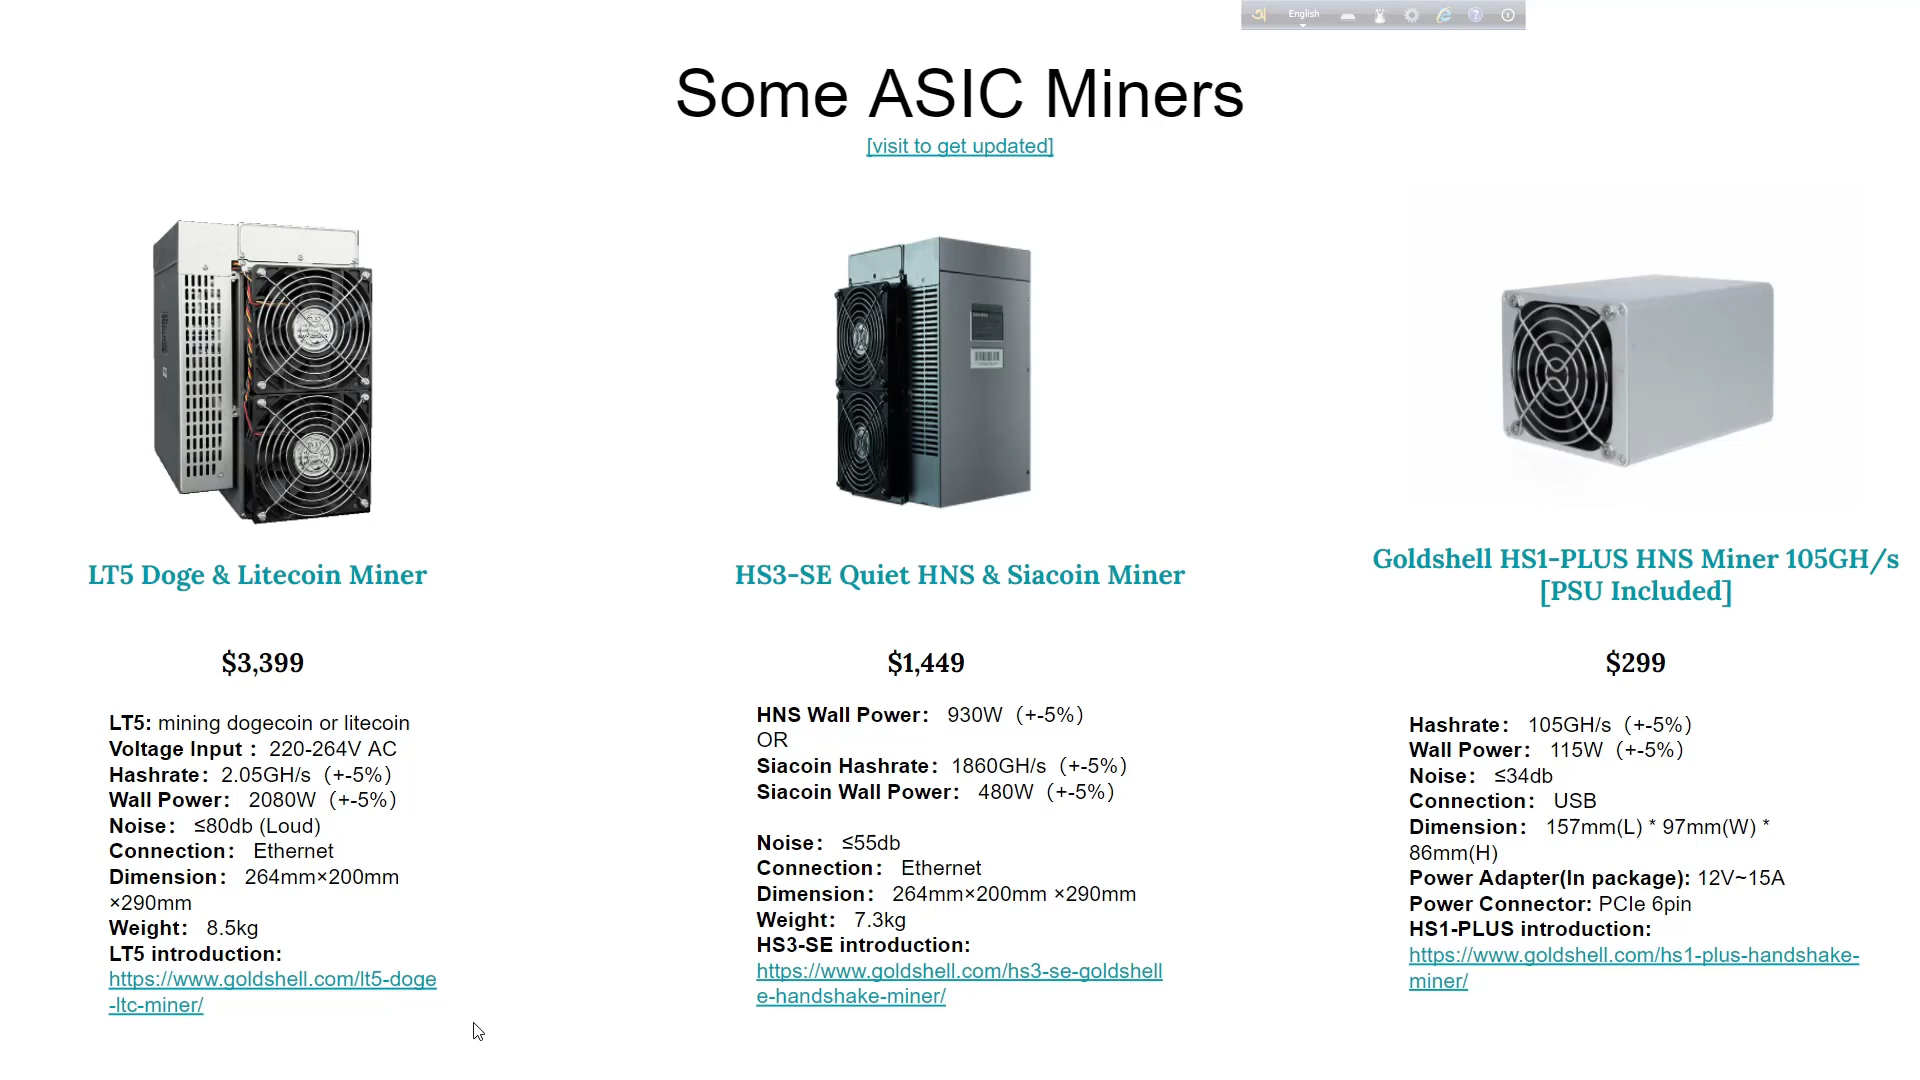 English
Some ASIC Miners
[visit to get updated]
LT5 Doge & Litecoin Miner
$3,399
LT5: mining dogecoin or litecoin
Voltage Input： 220-264V AC
Hashrate：2.05GH/s（+-5%）
Wall Power： 2080W（+-5%）
Noise： ≤80db (Loud)
Connection： Ethernet
Dimension： 264mm×200mm
×290mm
Weight： 8.5kg
LT5 introduction:
https://www.goldshell.com/lt5-doge
-ltc-miner/
HS3-SE Quiet HNS & Siacoin Miner
$1,449
HNS Wall Power： 930W（+-5%）
OR
Siacoin Hashrate：1860GH/s（+-5%）
Siacoin Wall Power： 480W（+-5%）
Noise： ≤55db
Connection： Ethernet
Dimension： 264mm×200mm ×290mm
Weight： 7.3kg
HS3-SE introduction:
https://www.goldshell.com/hs3-se-goldshell
e-handshake-miner/
Goldshell HS1-PLUS HNS Miner 105GH/s
[PSU Included]
$299
Hashrate： 105GH/s（+-5%）
Wall Power： 115W（+-5%）
Noise： ≤34db
Connection： USB
Dimension： 157mm(L) * 97mm(W) *
86mm(H)
Power Adapter(In package): 12V~15A
Power Connector: PCIe 6pin
HS1-PLUS introduction:
https://www.goldshell.com/hs1-plus-handshake-
miner/